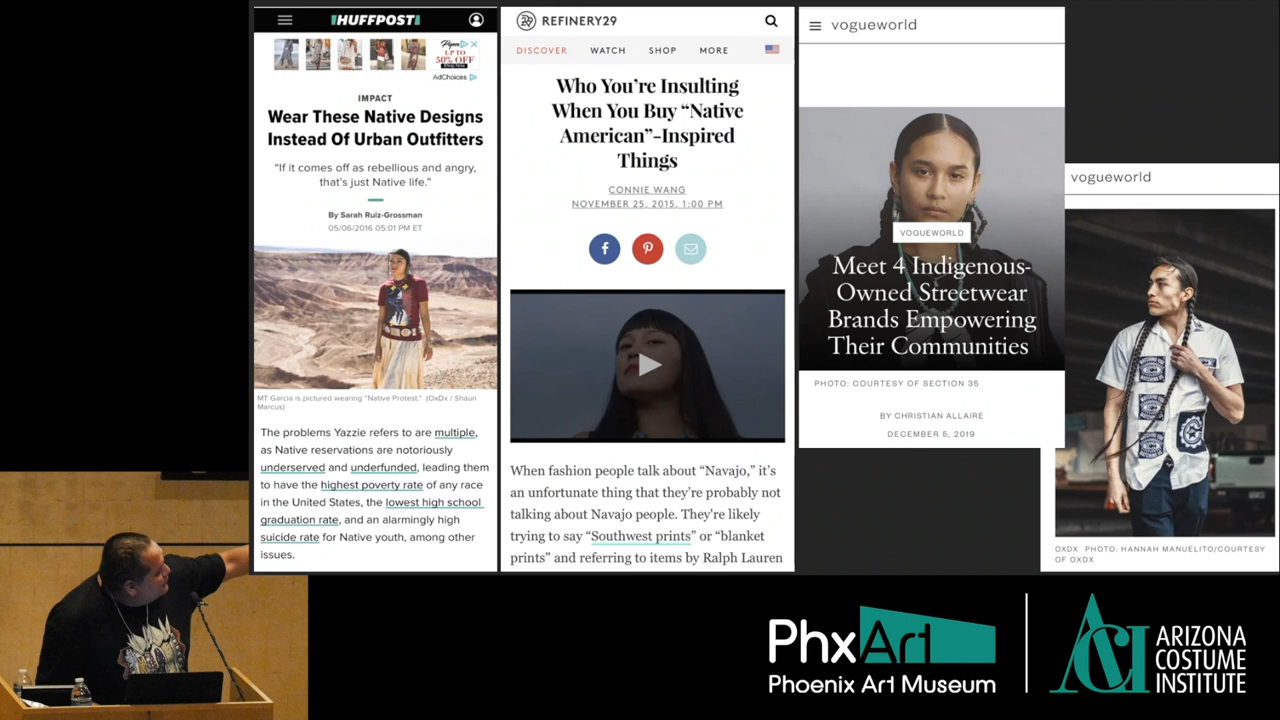 HUFFPOST
UP TO
50% OFF
AdChoices
IMPACT
Wear These Native Designs
Instead Of Urban Outfitters
“If it comes off as rebellious and angry,
that’s just Native life.”
By Sarah Ruiz-Grossman
05/06/2016 05:01 PM ET
MT Garcia is pictured wearing "Native Protest." (OxDx / Shaun
Marcus)
The problems Yazzie refers to are multiple,
as Native reservations are notoriously
underserved and underfunded, leading them
to have the highest poverty rate of any race
in the United States, the lowest high school
graduation rate, and an alarmingly high
suicide rate for Native youth, among other
issues.
29 REFINERY29
DISCOVER WATCH SHOP MORE
Who You’re Insulting
When You Buy “Native
American”-Inspired
Things
CONNIE WANG
NOVEMBER 25, 2015, 1:00 PM
When fashion people talk about “Navajo,” it’s
an unfortunate thing that they’re probably not
talking about Navajo people. They're likely
trying to say “Southwest prints” or “blanket
prints” and referring to items by Ralph Lauren
vogueworld
VOGUEWORLD
Meet 4 Indigenous-
Owned Streetwear
Brands Empowering
Their Communities
PHOTO: COURTESY OF SECTION 35
BY CHRISTIAN ALLAIRE
DECEMBER 5, 2019
vogueworld
OXDX PHOTO: HANNAH MANUELITO/COURTESY
OF OXDX
PhxArt
Phoenix Art Museum
ACI
ARIZONA
COSTUME
INSTITUTE